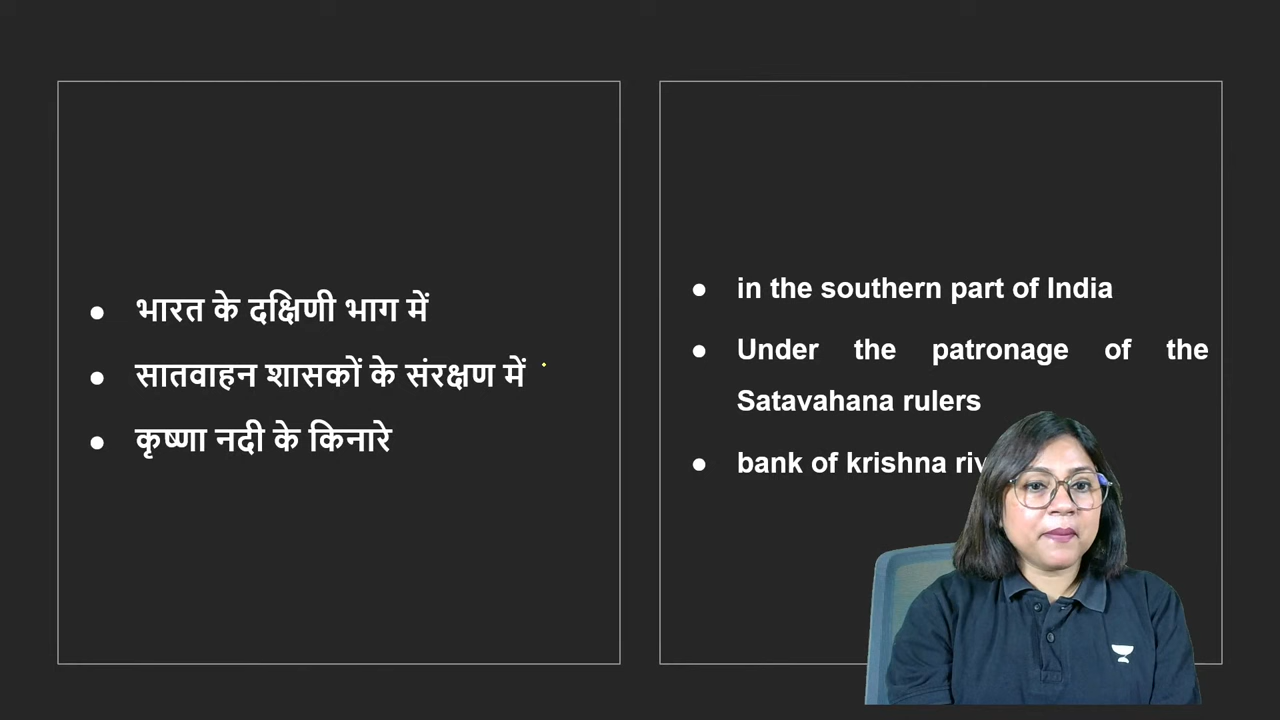 भारत के दक्षिणी भाग में
सातवाहन शासकों के संरक्षण में
कृष्णा नदी के किनारे
in the southern part of India
Under the patronage of the
Satavahana rulers
bank of krishna